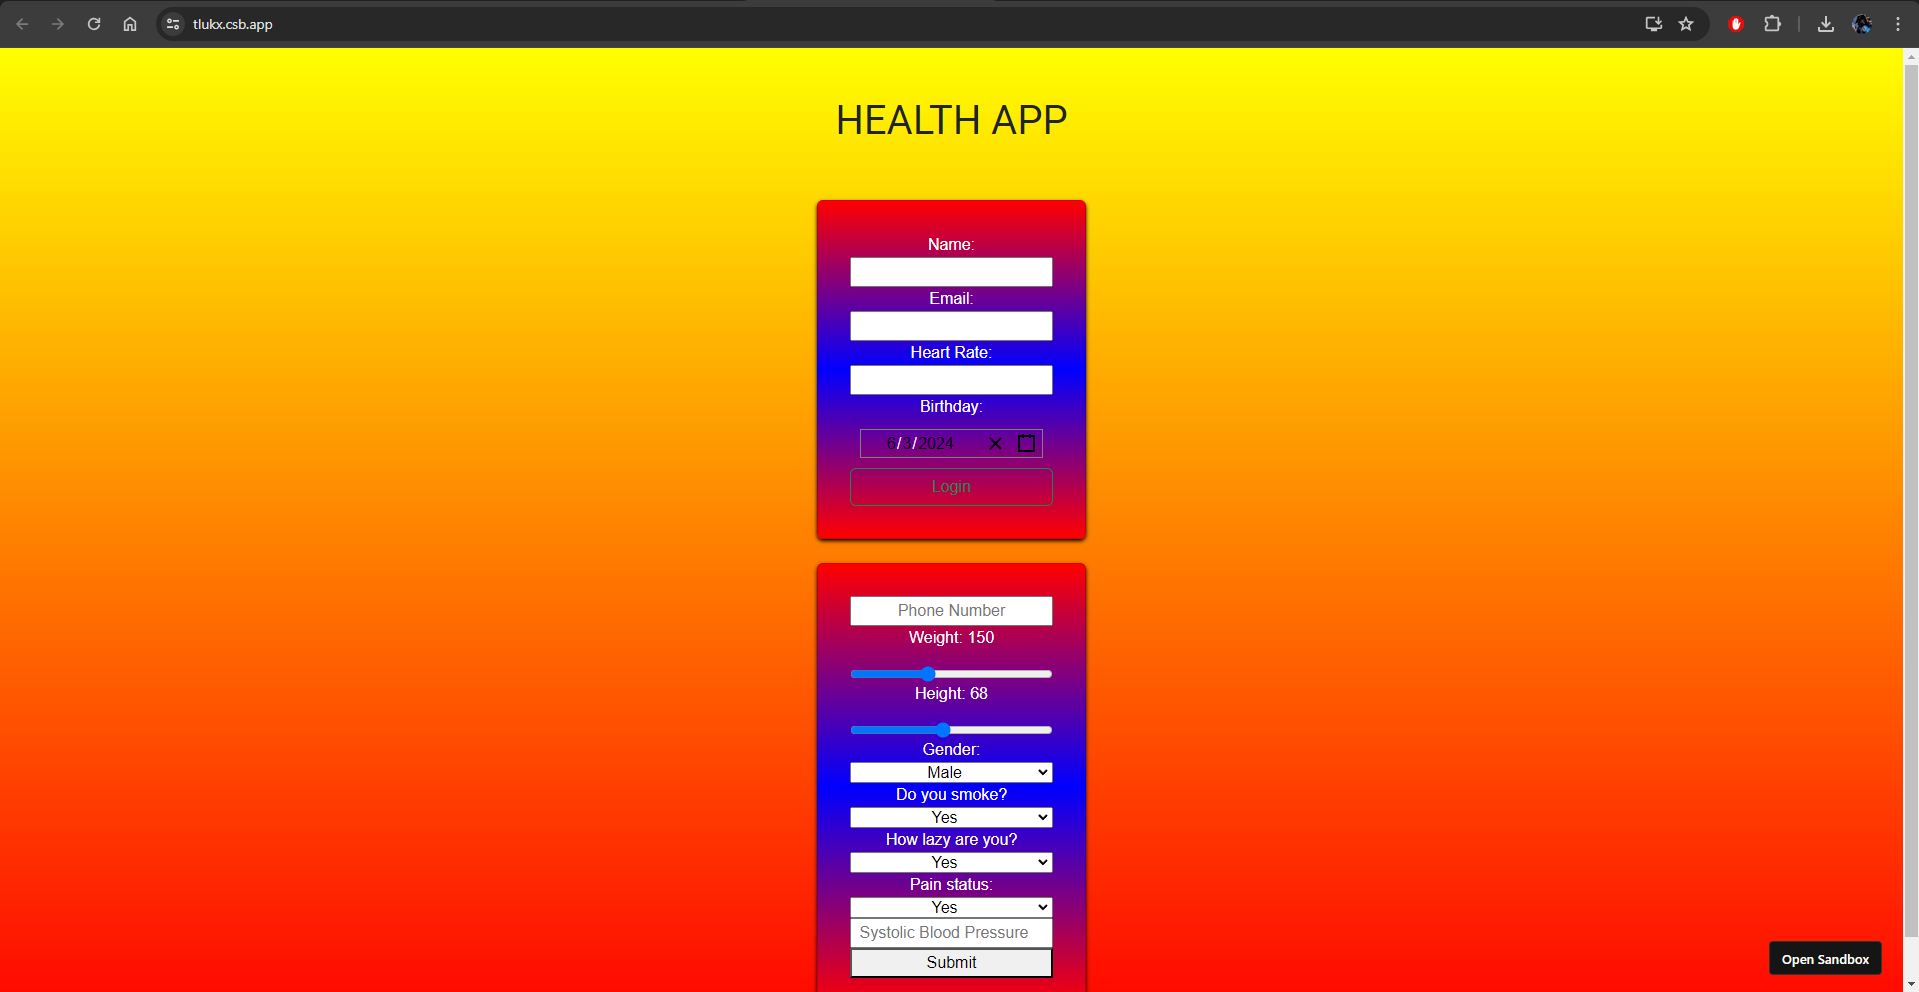 tlukx.csb.app
HEALTH APP
Name:
Email:
Heart Rate:
Birthday:
6/3/2024
Login
Phone Number
Weight: 150
Height: 68
Gender:
Male
Do you smoke?
Yes
How lazy are you?
Yes
Pain status:
Yes
Systolic Blood Pressure
Submit
Open Sandbox